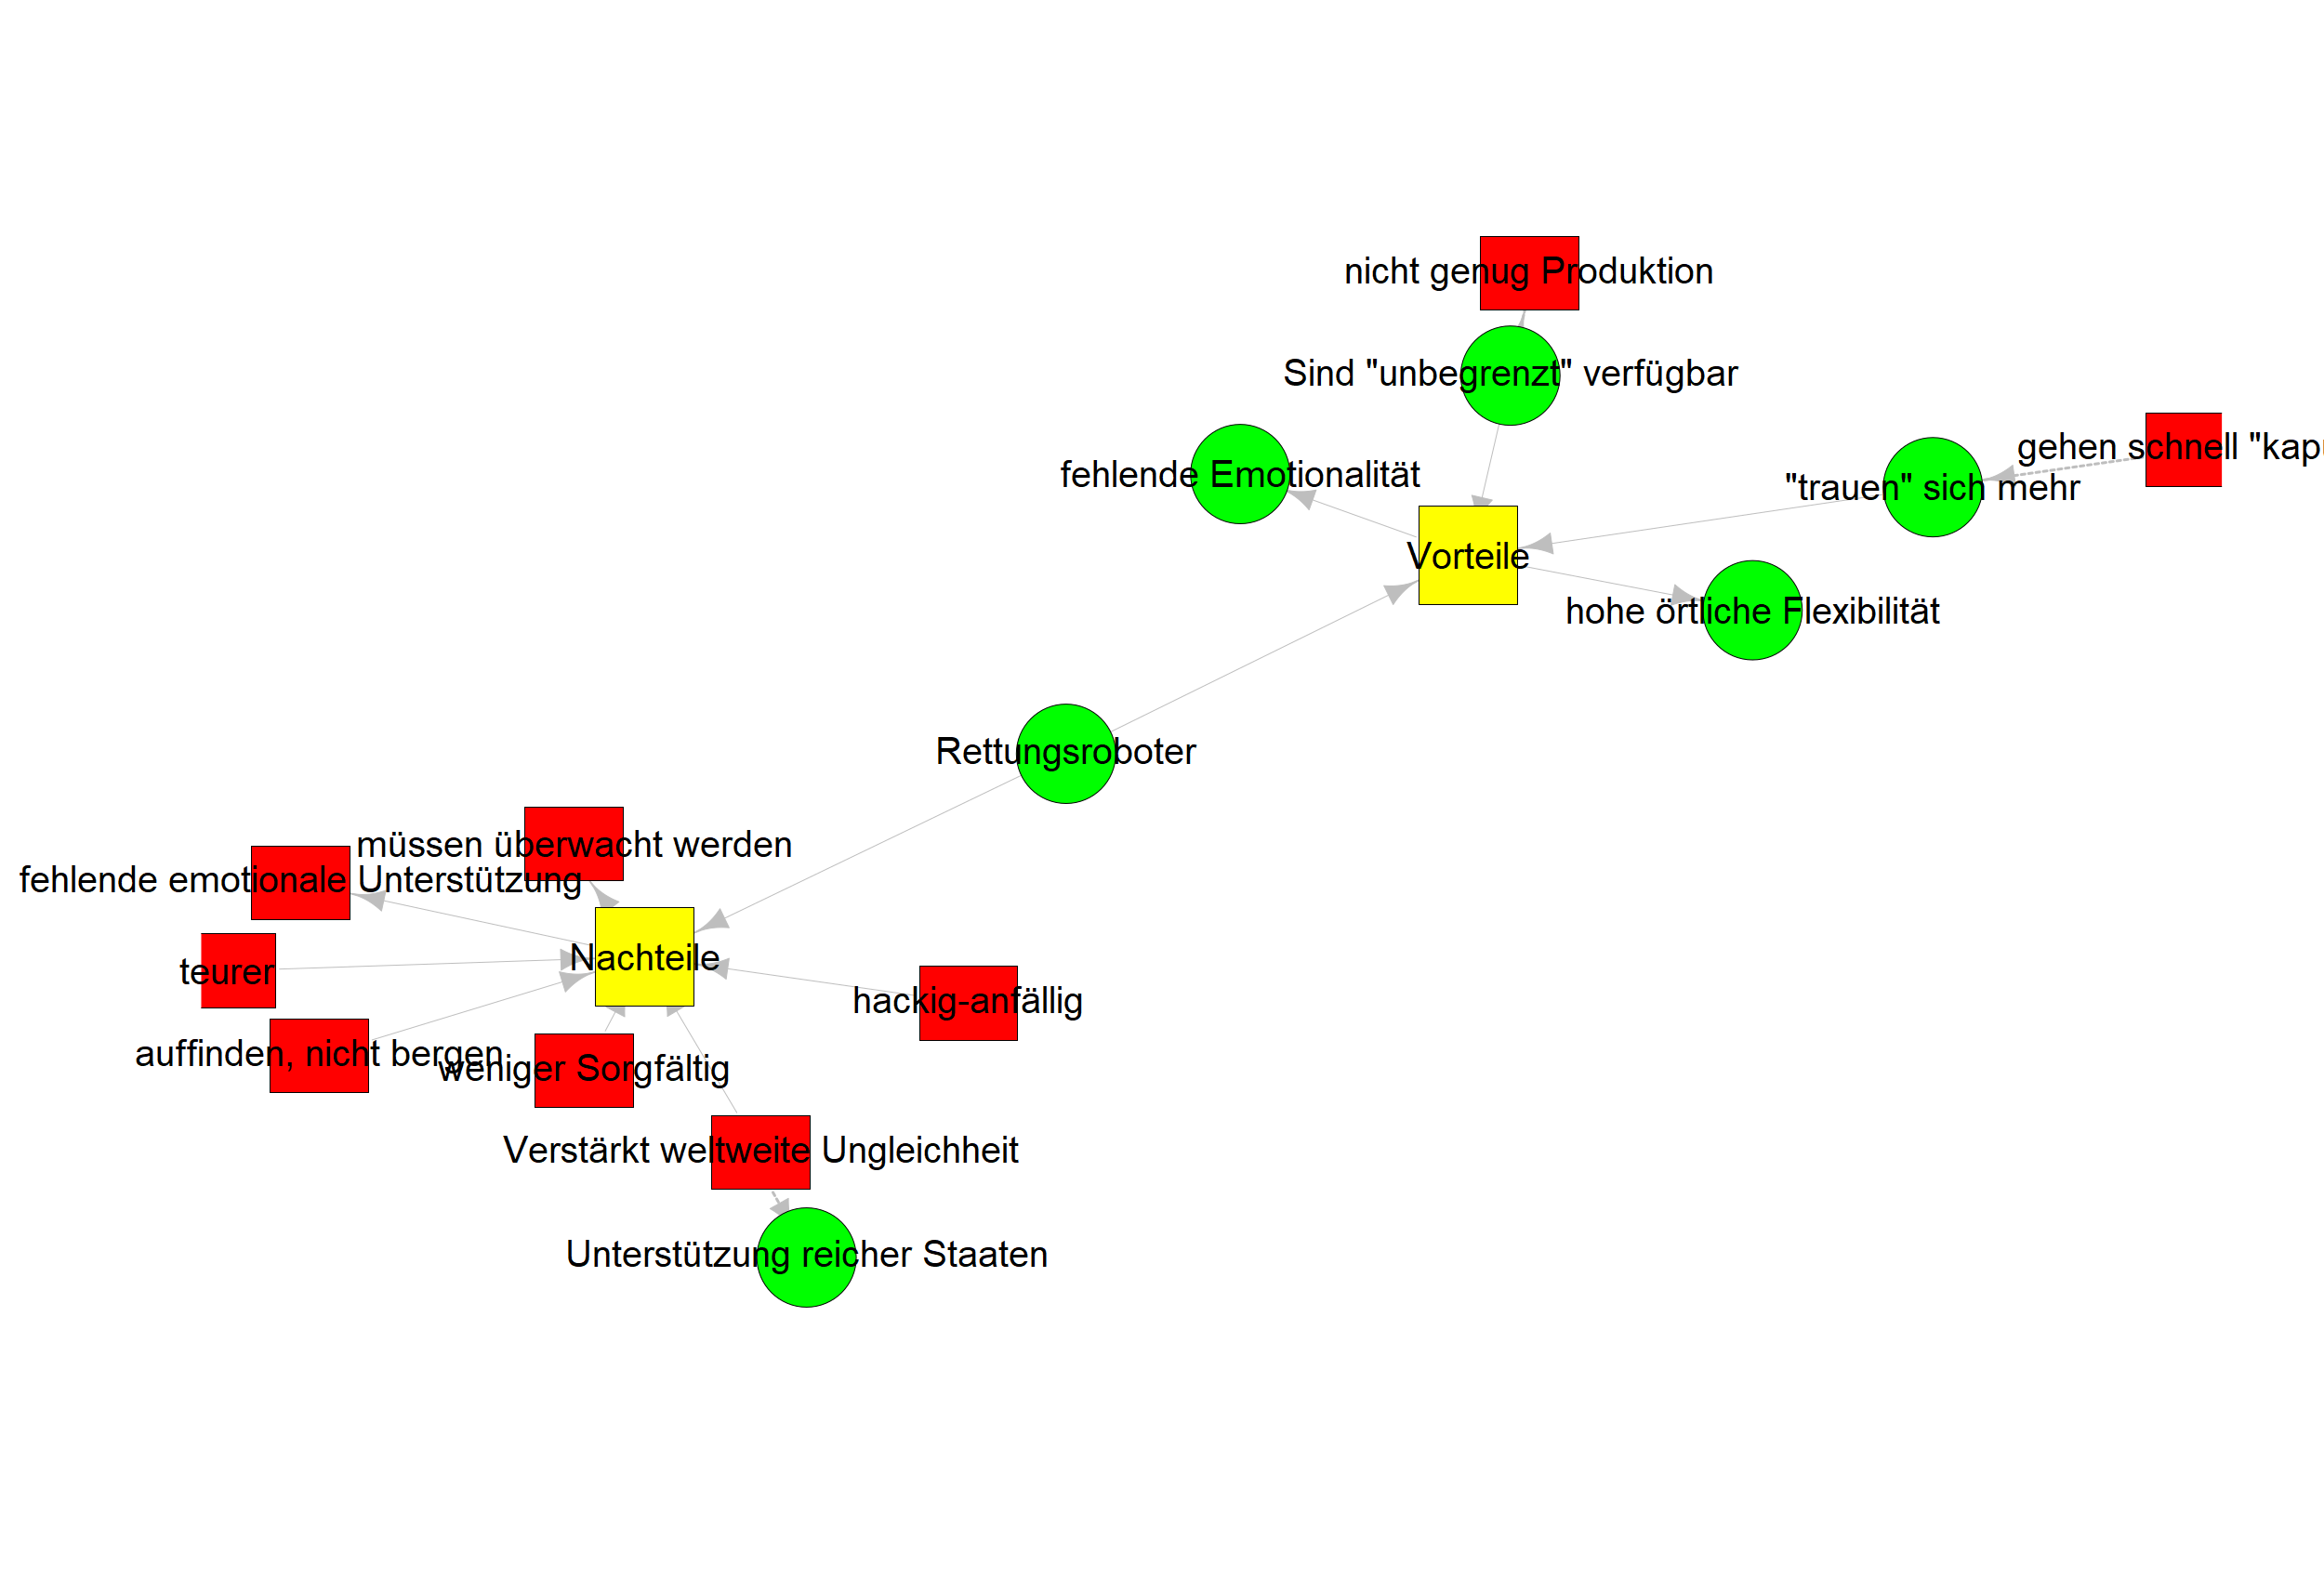 nicht genug Produktion
Sind "unbegrenzt" verfügbar
gehen schnell "kap
fehlende Emotionalität
"trauen" sich mehr
Vorteile
hohe örtliche Flexibilität
Rettungsroboter
müssen überwacht werden
fehlende emotionale Unterstützung
Nachteile
teurer
hackig-anfällig
auffinden, nicht bergen
weniger Sorgfältig
Verstärkt weltweite Ungleichheit
Unterstützung reicher Staaten